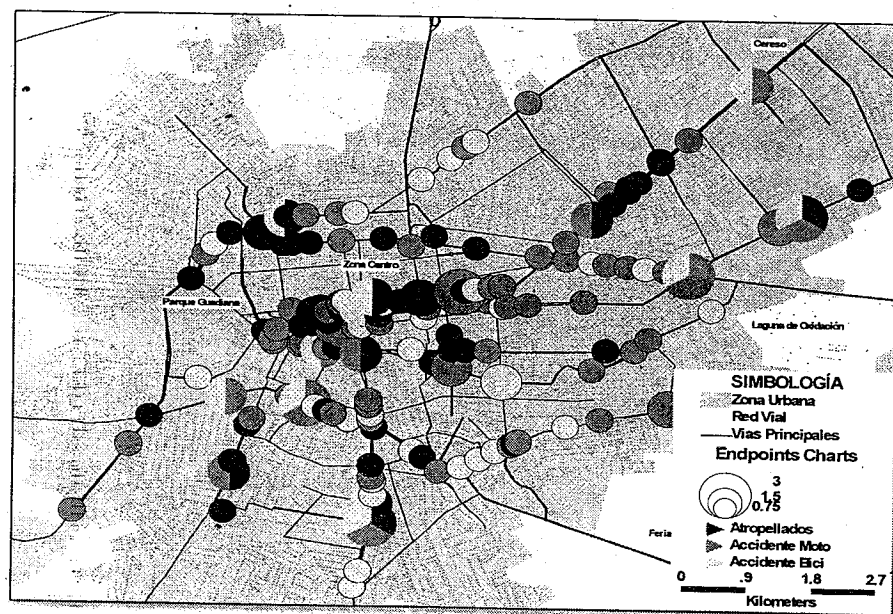 Cereso
Zona Centro
Parque Guadiana
Laguna de Oxidación
Feria
SIMBOLOGÍA
Zona Urbana
Red Vial
Vias Principales
Endpoints Charts
3
1.5
0.75
Atropellados
Accidente Moto
Accidente Bici
0 .9 1.8 2.7
Kilometers